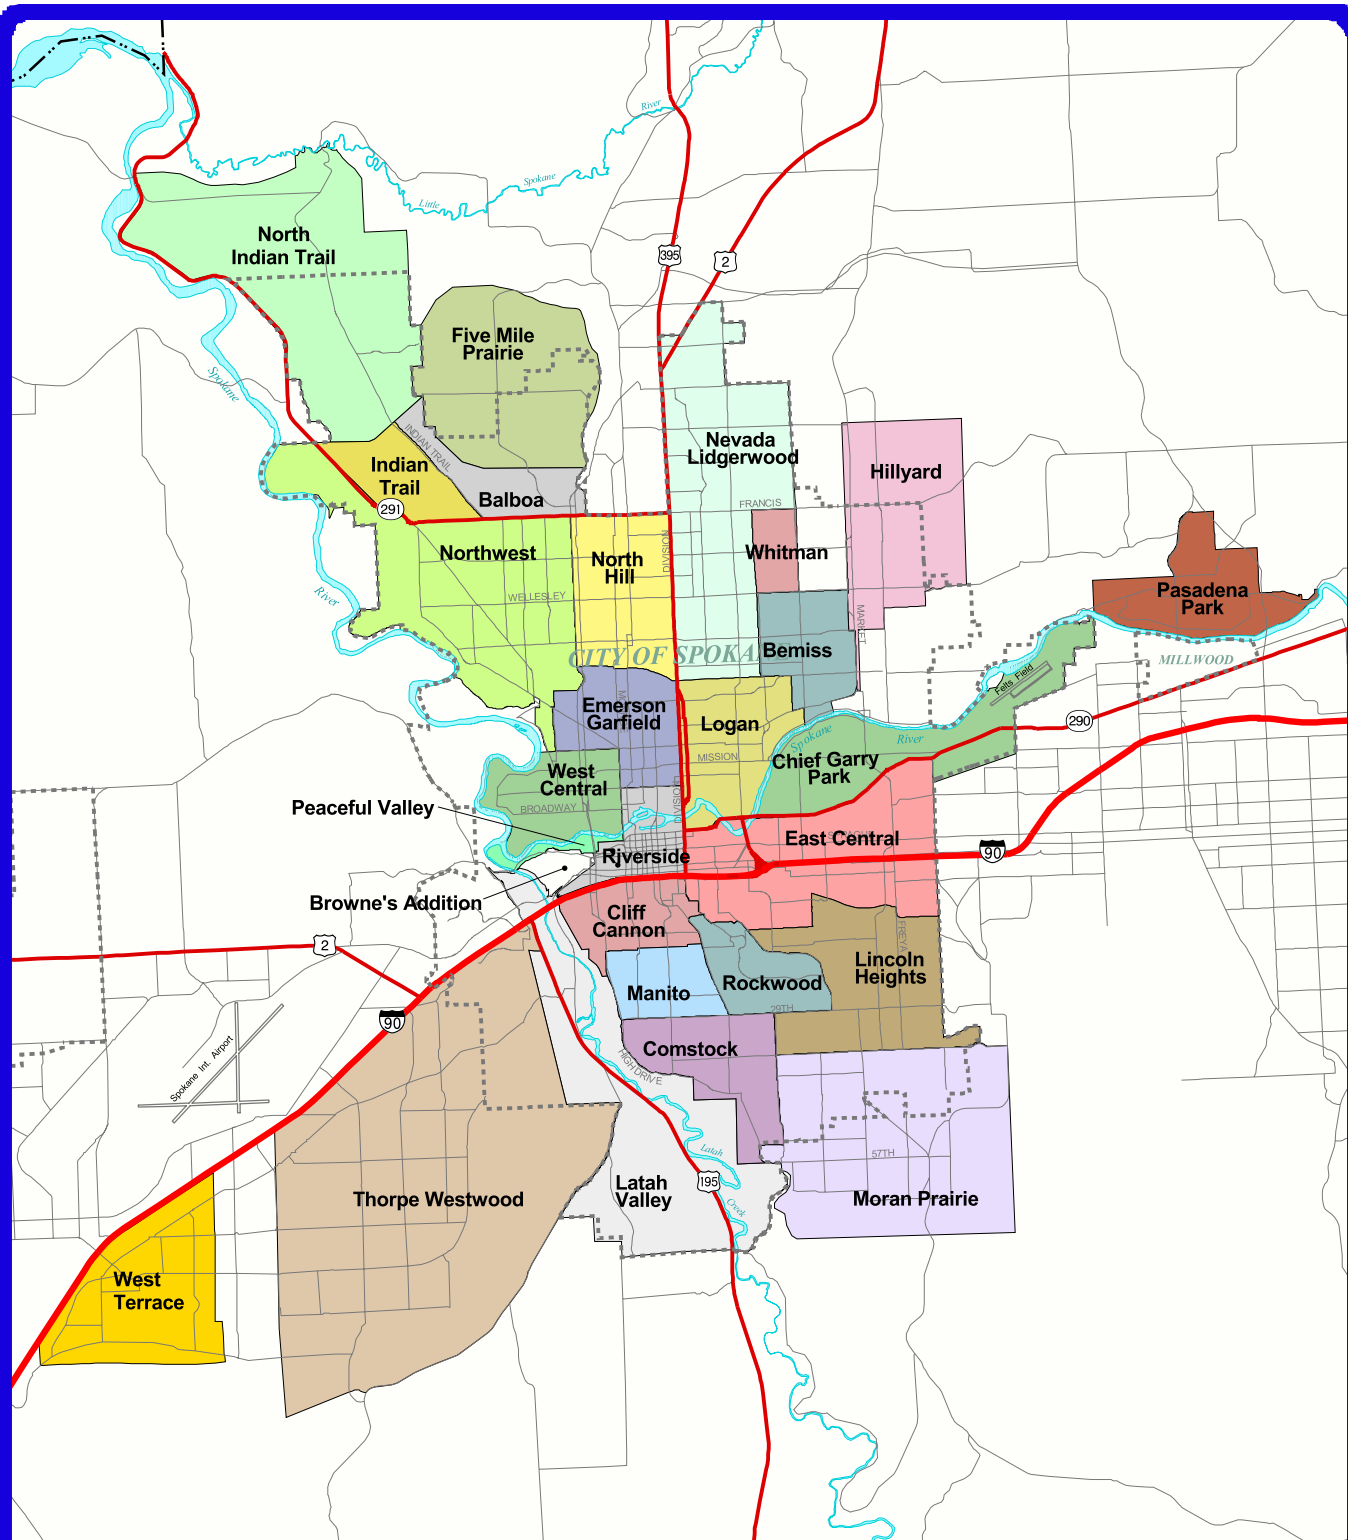 River
Spokane
Little
North
Indian Trail
395
2
Five Mile
Prairie
Spokane
INDIAN TRAIL
Nevada
Lidgerwood
Hillyard
Indian
Trail
Balboa
291
FRANCIS
DIVISION
Northwest
North
Hill
Whitman
WELLESLEY
River
MARKET
Pasadena
Park
CITY OF SPOKANE
Bemiss
MILLWOOD
Felts Field
Emerson
Garfield
Logan
290
Spokane
River
MISSION
Chief Garry
Park
West
Central
BROADWAY
DIVISION
Peaceful Valley
East Central
Riverside
90
Browne's Addition
Cliff
Cannon
FREYA
2
Lincoln
Heights
Manito
Rockwood
29TH
90
Spokane Int. Airport
Comstock
HIGH DRIVE
Latah
57TH
195
Creek
Latah
Valley
Thorpe Westwood
Moran Prairie
West
Terrace